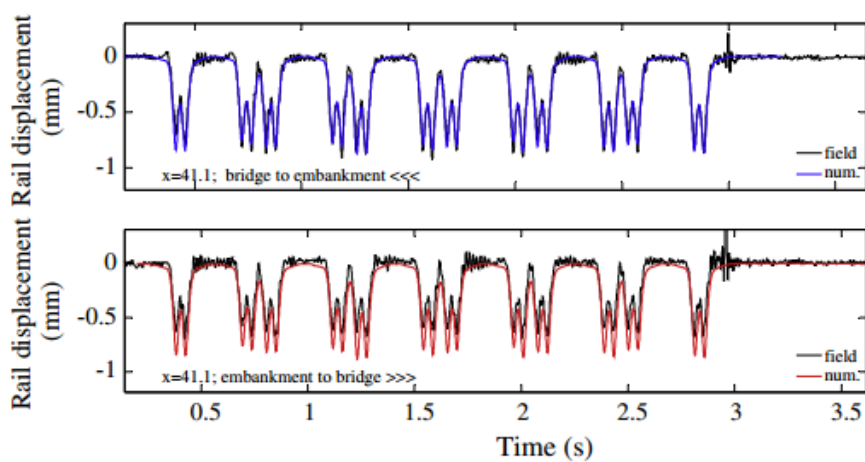 Rail displacement
(mm)
0
-0.5
-1
x=41.1;  bridge to embankment <<<
field
num.
Rail displacement
(mm)
0
-0.5
-1
x=41.1; embankment to bridge >>>
field
num.
0.5 1 1.5 2 2.5 3 3.5
Time (s)